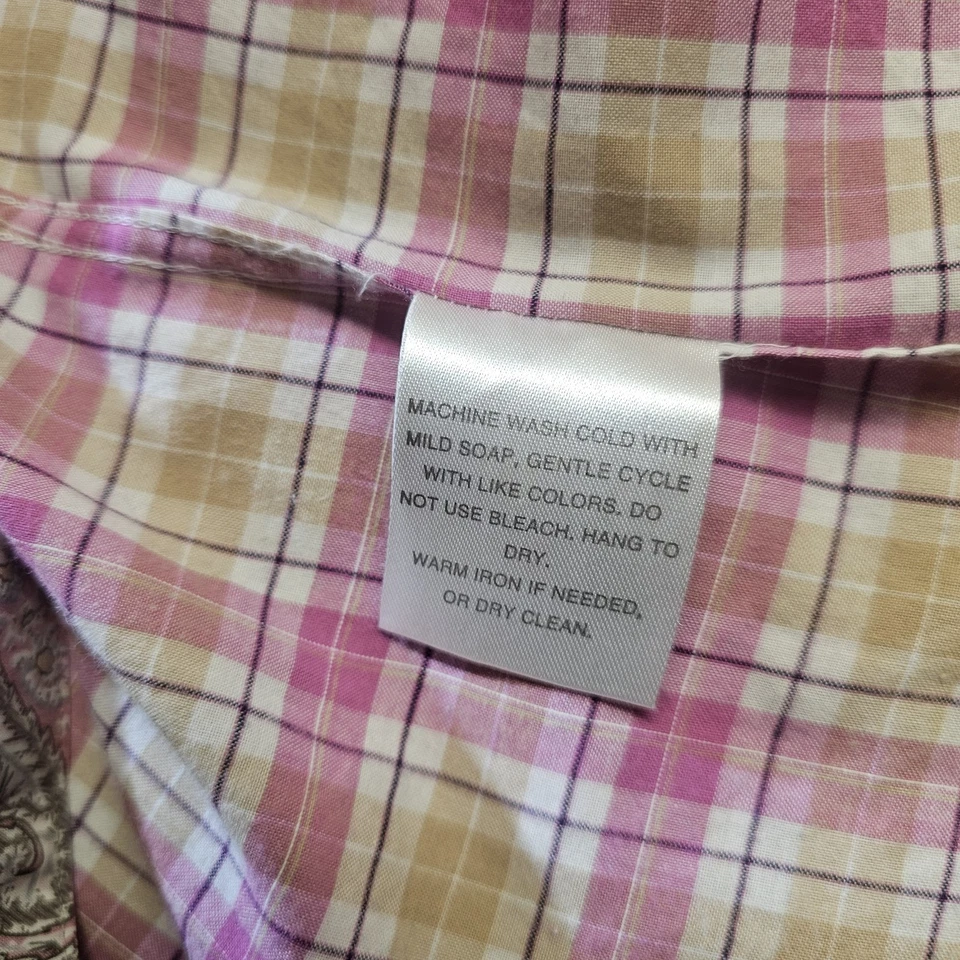 MACHINE WASH COLD WITH
MILD SOAP, GENTLE CYCLE
WITH LIKE COLORS. DO
NOT USE BLEACH. HANG TO
DRY.
WARM IRON IF NEEDED,
OR DRY CLEAN.